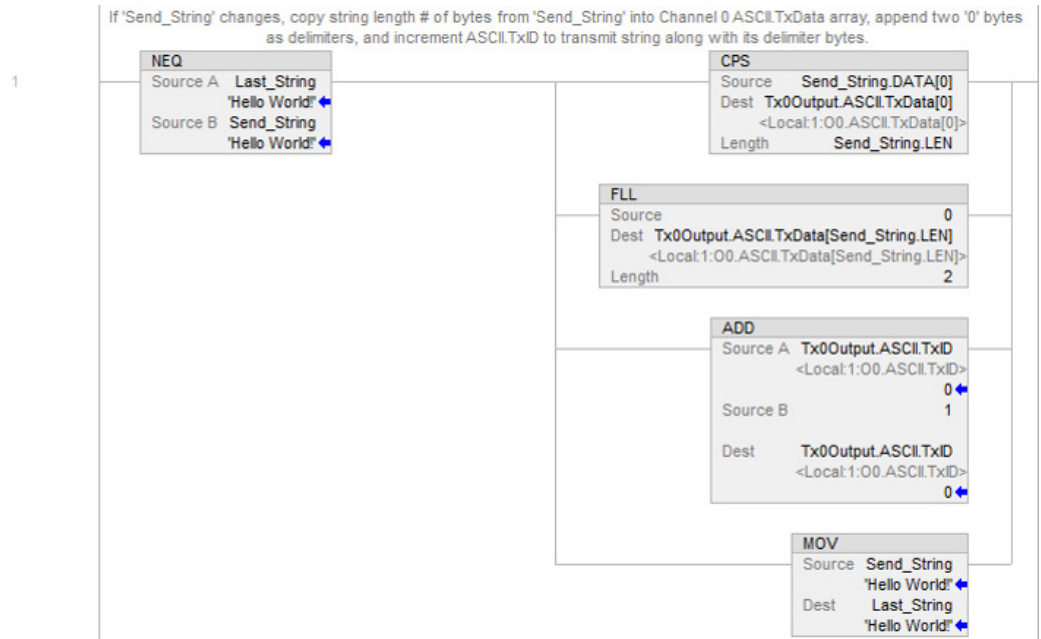 If 'Send_String' changes, copy string length # of bytes from 'Send_String' into Channel 0 ASCII.TxData array, append two '0' bytes
as delimiters, and increment ASCII.TxID to transmit string along with its delimiter bytes.
1
NEQ
Source A Last_String
'Hello World!'
Source B Send_String
'Hello World!'
CPS
Source Send_String.DATA[0]
Dest Tx0Output.ASCII.TxData[0]
<Local:1:O0.ASCII.TxData[0]>
Length Send_String.LEN
FLL
Source 0
Dest Tx0Output.ASCII.TxData[Send_String.LEN]
<Local:1:O0.ASCII.TxData[Send_String.LEN]>
Length 2
ADD
Source A Tx0Output.ASCII.TxID
<Local:1:O0.ASCII.TxID>
0
Source B 1
Dest Tx0Output.ASCII.TxID
<Local:1:O0.ASCII.TxID>
0
MOV
Source Send_String
'Hello World!'
Dest Last_String
'Hello World!'